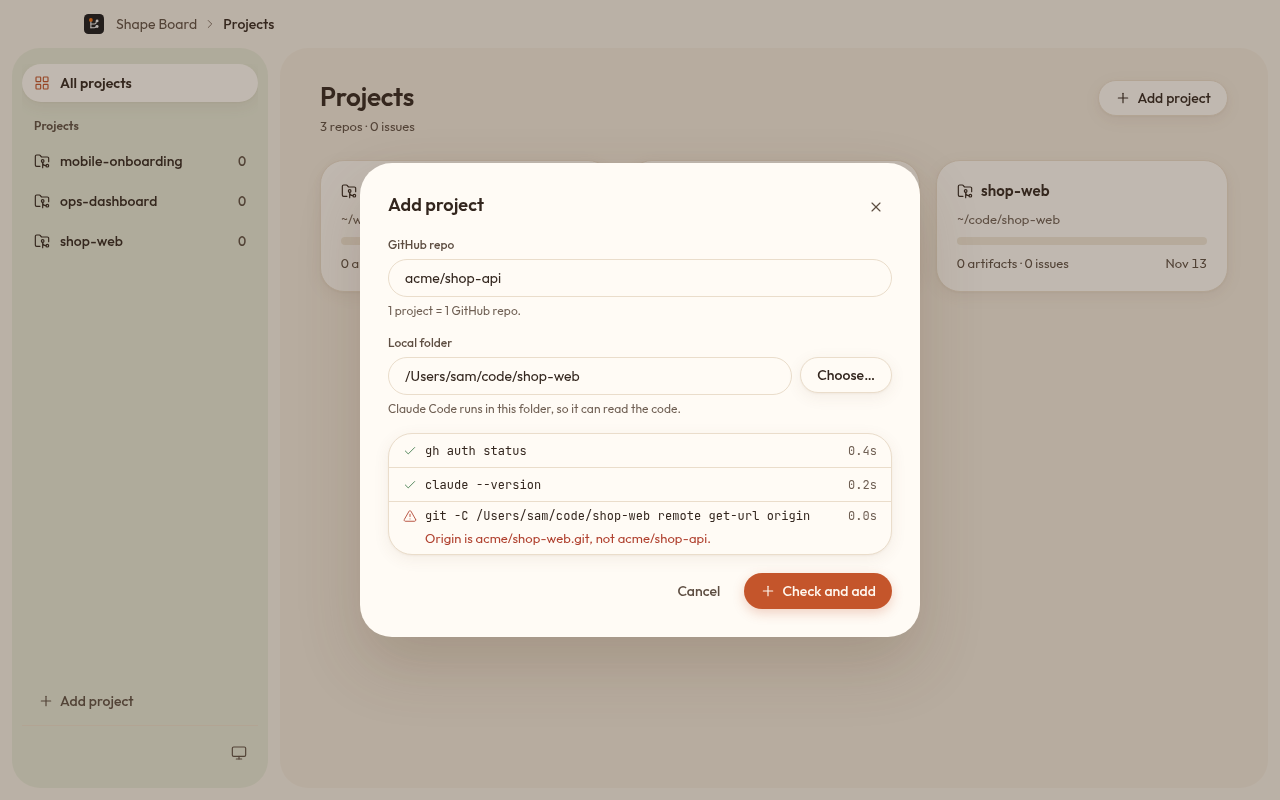 Shape Board > Projects
All projects
Projects
mobile-onboarding 0
ops-dashboard 0
shop-web 0
Add project
Projects
3 repos · 0 issues
Add project
shop-web
~/code/shop-web
0 artifacts · 0 issues Nov 13
Add project
GitHub repo
acme/shop-api
1 project = 1 GitHub repo.
Local folder
/Users/sam/code/shop-web
Choose...
Claude Code runs in this folder, so it can read the code.
gh auth status 0.4s
claude --version 0.2s
git -C /Users/sam/code/shop-web remote get-url origin 0.0s
Origin is acme/shop-web.git, not acme/shop-api.
Cancel
Check and add